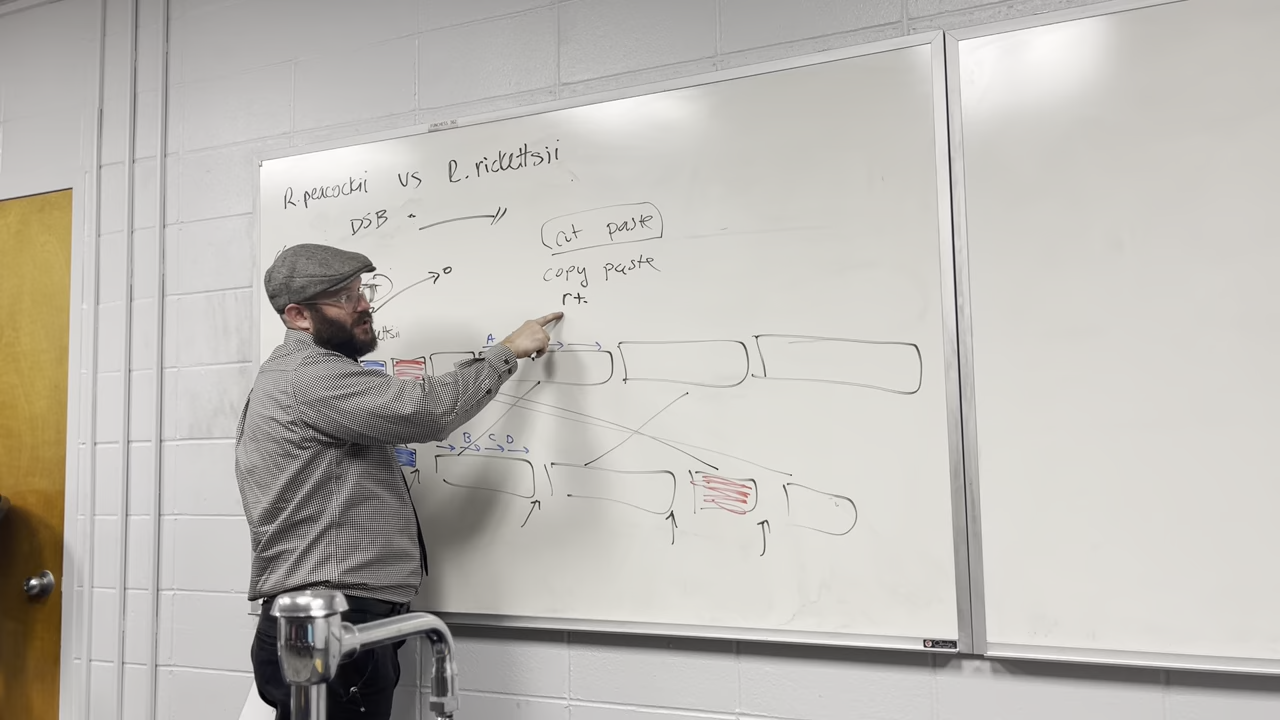 R.peacockii vs R.rickettsii
DSB
cut paste
copy paste
rt.
A
B C D